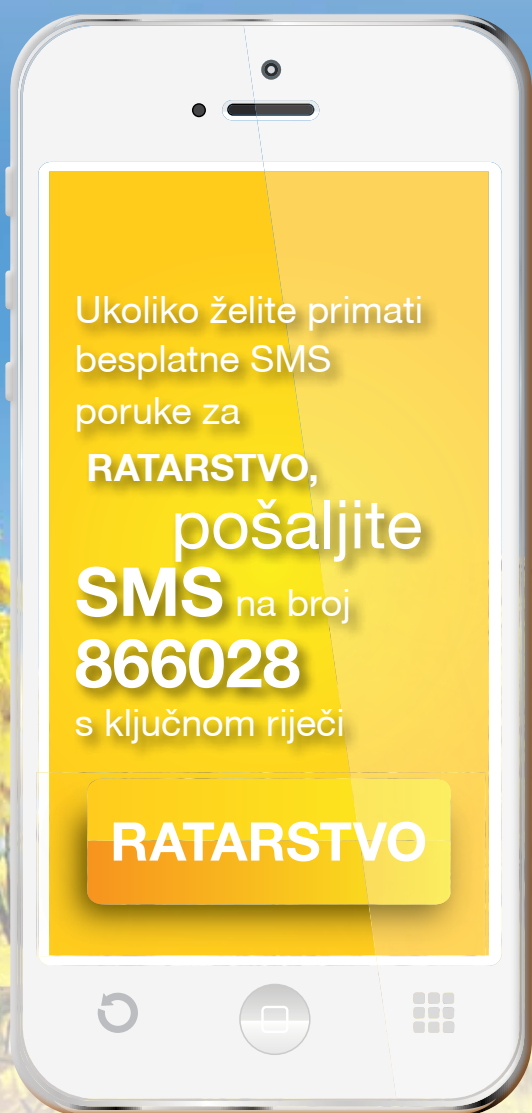 Ukoliko želite primati
besplatne SMS
poruke za
RATARSTVO,
pošaljite
SMS na broj
866028
s ključnom riječi
RATARSTVO